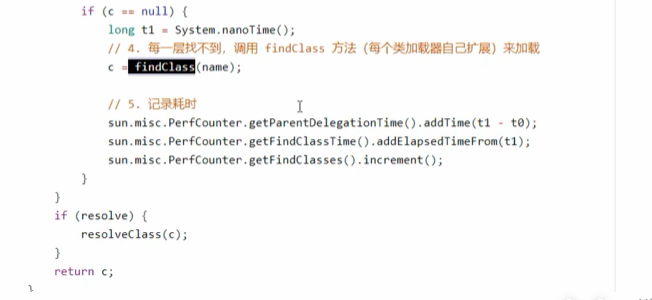 if (c == null) {
long t1 = System.nanoTime();
// 4. 每一层找不到，调用 findClass 方法（每个类加载器自己扩展）来加载
c = findClass(name);
// 5. 记录耗时
sun.misc.PerfCounter.getParentDelegationTime().addTime(t1 - t0);
sun.misc.PerfCounter.getFindClassTime().addElapsedTimeFrom(t1);
sun.misc.PerfCounter.getFindClasses().increment();
}
}
if (resolve) {
resolveClass(c);
}
return c;
}